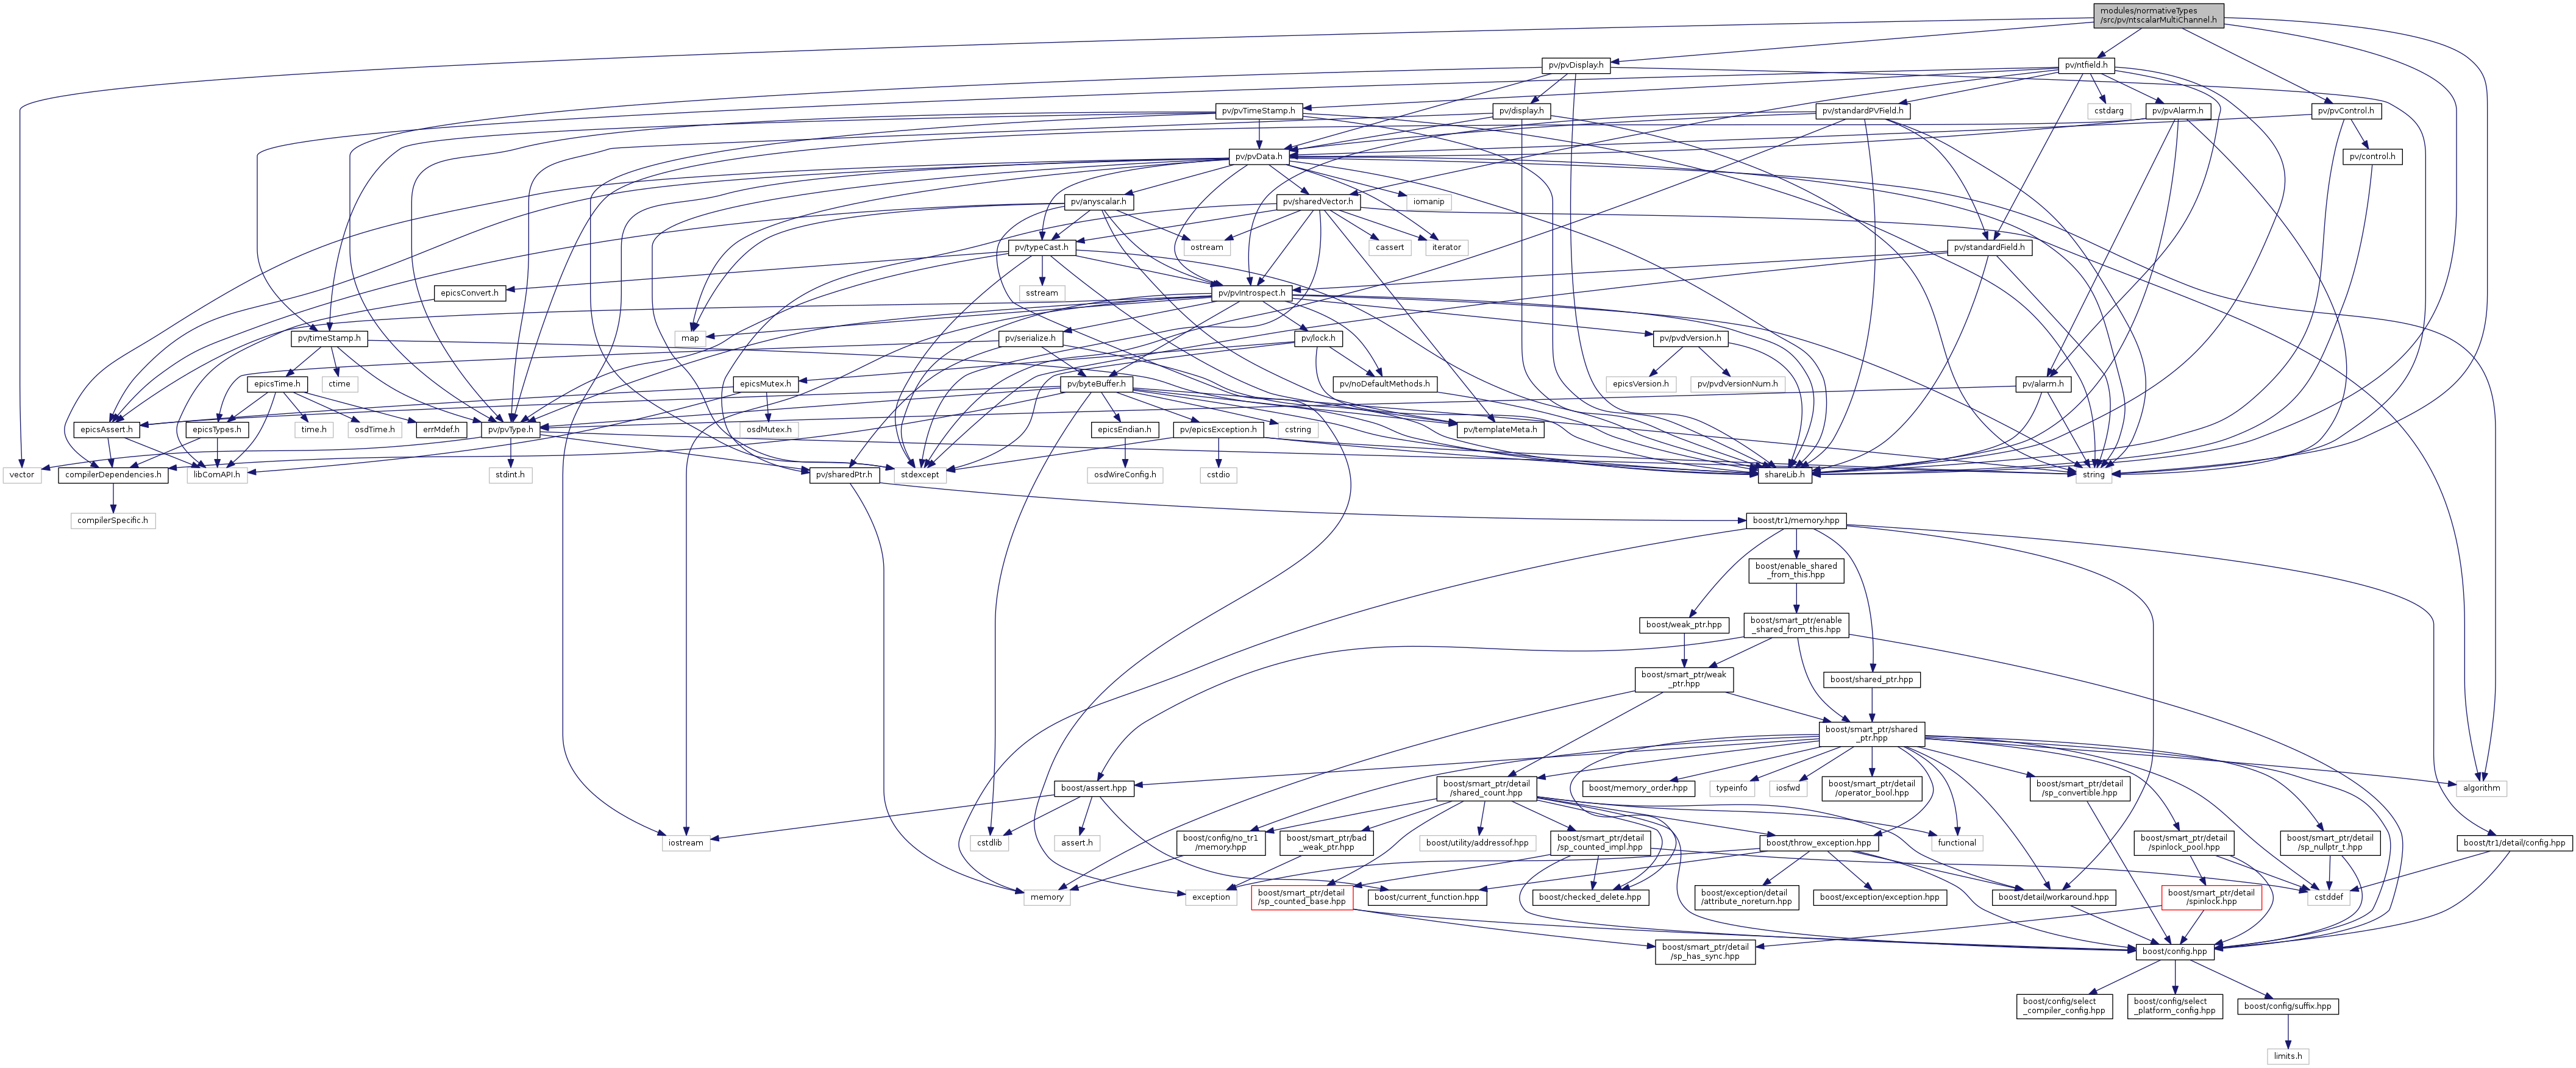 modules/normativeTypes
/src/pv/ntscalarMultiChannel.h
pv/pvDisplay.h
pv/ntfield.h
pv/pvTimeStamp.h
pv/display.h
pv/standardPVField.h
cstdarg
pv/pvAlarm.h
pv/pvControl.h
pv/pvData.h
pv/control.h
pv/anyscalar.h
pv/sharedVector.h
iomanip
pv/typeCast.h
ostream
cassert
iterator
pv/standardField.h
epicsConvert.h
sstream
pv/pvIntrospect.h
pv/timeStamp.h
map
pv/serialize.h
pv/lock.h
pv/pvdVersion.h
epicsTime.h
ctime
epicsMutex.h
pv/byteBuffer.h
pv/noDefaultMethods.h
epicsVersion.h
pv/pvdVersionNum.h
pv/alarm.h
epicsAssert.h
epicsTypes.h
time.h
osdTime.h
errMdef.h
pv/pvType.h
osdMutex.h
epicsEndian.h
pv/epicsException.h
cstring
pv/templateMeta.h
vector
compilerDependencies.h
libComAPI.h
stdint.h
pv/sharedPtr.h
stdexcept
osdWireConfig.h
cstdio
shareLib.h
string
compilerSpecific.h
boost/tr1/memory.hpp
boost/enable_shared
_from_this.hpp
boost/weak_ptr.hpp
boost/smart_ptr/enable
_shared_from_this.hpp
boost/smart_ptr/weak
_ptr.hpp
boost/shared_ptr.hpp
boost/smart_ptr/shared
_ptr.hpp
boost/assert.hpp
boost/smart_ptr/detail
/shared_count.hpp
boost/memory_order.hpp
typeinfo
iosfwd
boost/smart_ptr/detail
/operator_bool.hpp
boost/smart_ptr/detail
/sp_convertible.hpp
algorithm
iostream
cstdlib
assert.h
boost/config/no_tr1
/memory.hpp
boost/smart_ptr/bad
_weak_ptr.hpp
boost/utility/addressof.hpp
boost/smart_ptr/detail
/sp_counted_impl.hpp
boost/throw_exception.hpp
functional
boost/smart_ptr/detail
/spinlock_pool.hpp
boost/smart_ptr/detail
/sp_nullptr_t.hpp
boost/tr1/detail/config.hpp
memory
exception
boost/smart_ptr/detail
/sp_counted_base.hpp
boost/current_function.hpp
boost/checked_delete.hpp
boost/exception/detail
/attribute_noreturn.hpp
boost/exception/exception.hpp
boost/detail/workaround.hpp
boost/smart_ptr/detail
/spinlock.hpp
cstddef
boost/smart_ptr/detail
/sp_has_sync.hpp
boost/config.hpp
boost/config/select
_compiler_config.hpp
boost/config/select
_platform_config.hpp
boost/config/suffix.hpp
limits.h